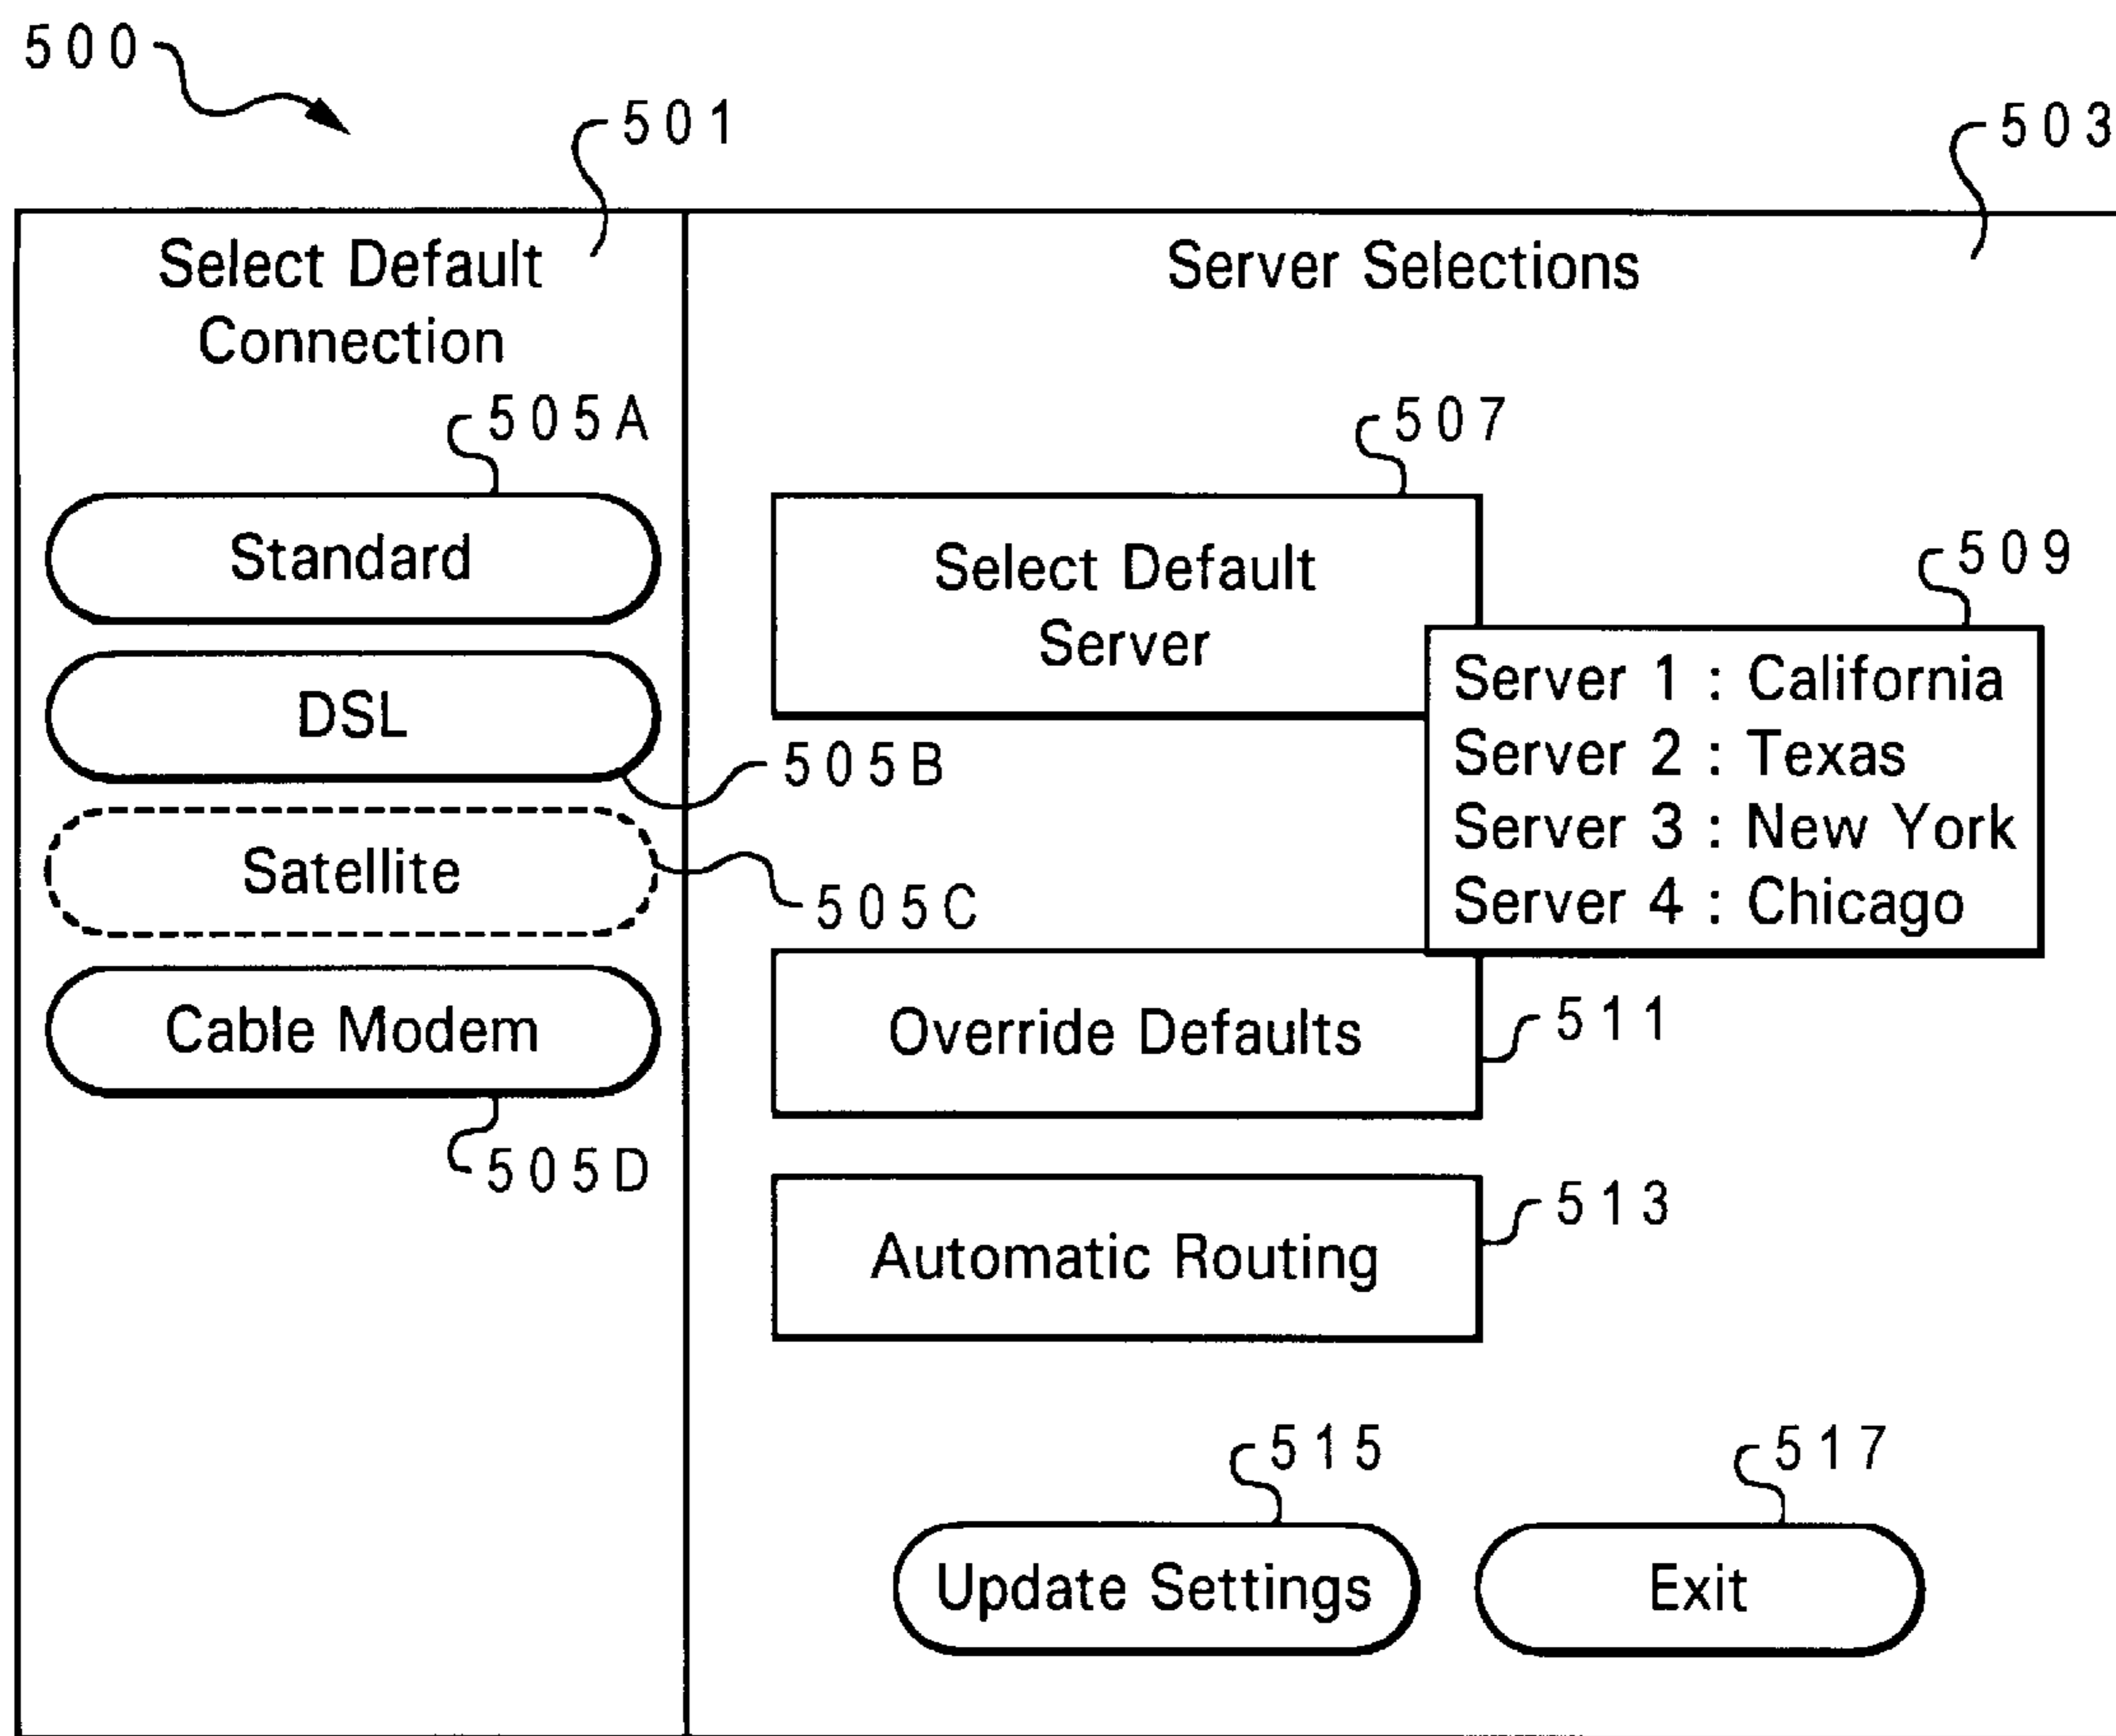 500
501
503
Select Default
Connection
Server Selections
505A
Standard
DSL
505B
Satellite
505C
Cable Modem
505D
507
Select Default
Server
509
Server 1 : California
Server 2 : Texas
Server 3 : New York
Server 4 : Chicago
Override Defaults
511
Automatic Routing
513
515
517
Update Settings
Exit